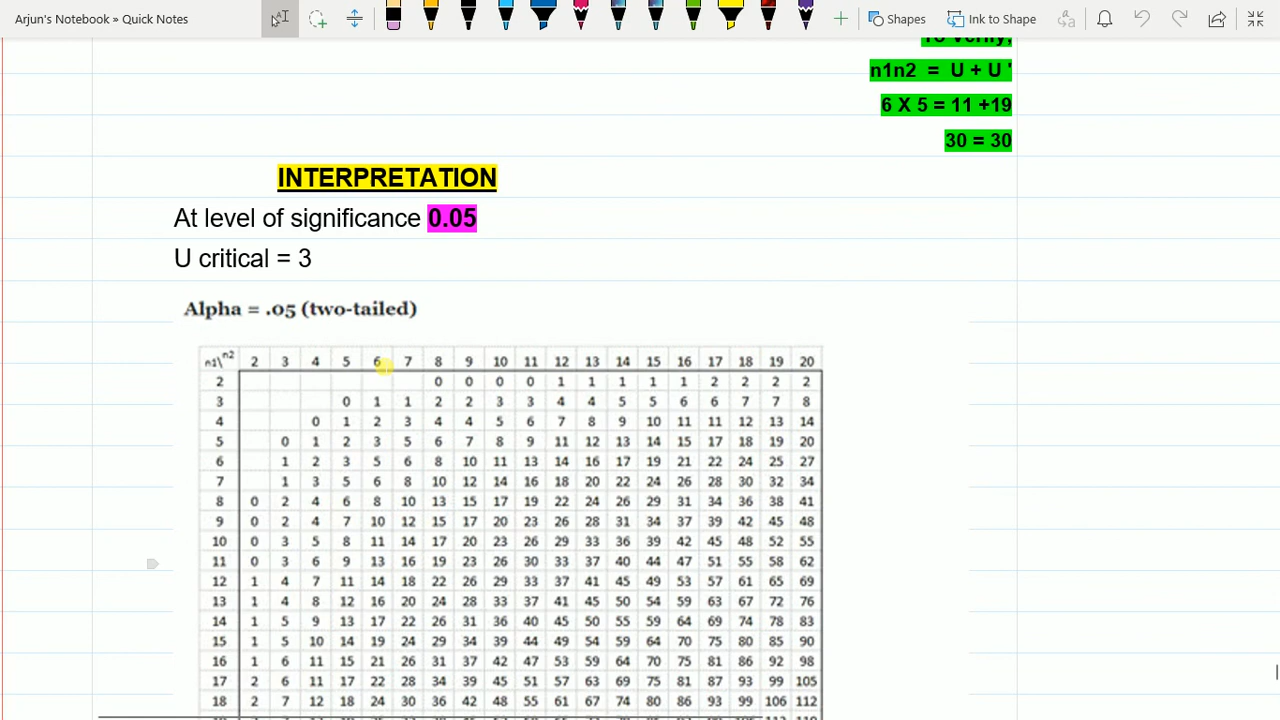 Arjun's Notebook » Quick Notes
Shapes
Ink to Shape
To Verify,
n1n2 = U + U '
6 X 5 = 11 +19
30 = 30
INTERPRETATION
At level of significance 0.05
U critical = 3
Alpha = .05 (two-tailed)
n1\n2 2 3 4 5 6 7 8 9 10 11 12 13 14 15 16 17 18 19 20
2 0 0 0 0 1 1 1 1 1 2 2 2 2
3 0 1 1 2 2 3 3 4 4 5 5 6 6 7 7 8
4 0 1 2 3 4 4 5 6 7 8 9 10 11 11 12 13 14
5 0 1 2 3 5 6 7 8 9 11 12 13 14 15 17 18 19 20
6 1 2 3 5 6 8 10 11 13 14 16 17 19 21 22 24 25 27
7 1 3 5 6 8 10 12 14 16 18 20 22 24 26 28 30 32 34
8 0 2 4 6 8 10 13 15 17 19 22 24 26 29 31 34 36 38 41
9 0 2 4 7 10 12 15 17 20 23 26 28 31 34 37 39 42 45 48
10 0 3 5 8 11 14 17 20 23 26 29 33 36 39 42 45 48 52 55
11 0 3 6 9 13 16 19 23 26 30 33 37 40 44 47 51 55 58 62
12 1 4 7 11 14 18 22 26 29 33 37 41 45 49 53 57 61 65 69
13 1 4 8 12 16 20 24 28 33 37 41 45 50 54 59 63 67 72 76
14 1 5 9 13 17 22 26 31 36 40 45 50 55 59 64 69 74 78 83
15 1 5 10 14 19 24 29 34 39 44 49 54 59 64 70 75 80 85 90
16 1 6 11 15 21 26 31 37 42 47 53 59 64 70 75 81 86 92 98
17 2 6 11 17 22 28 34 39 45 51 57 63 69 75 81 87 93 99 105
18 2 7 12 18 24 30 36 42 48 55 61 67 74 80 86 93 99 106 112